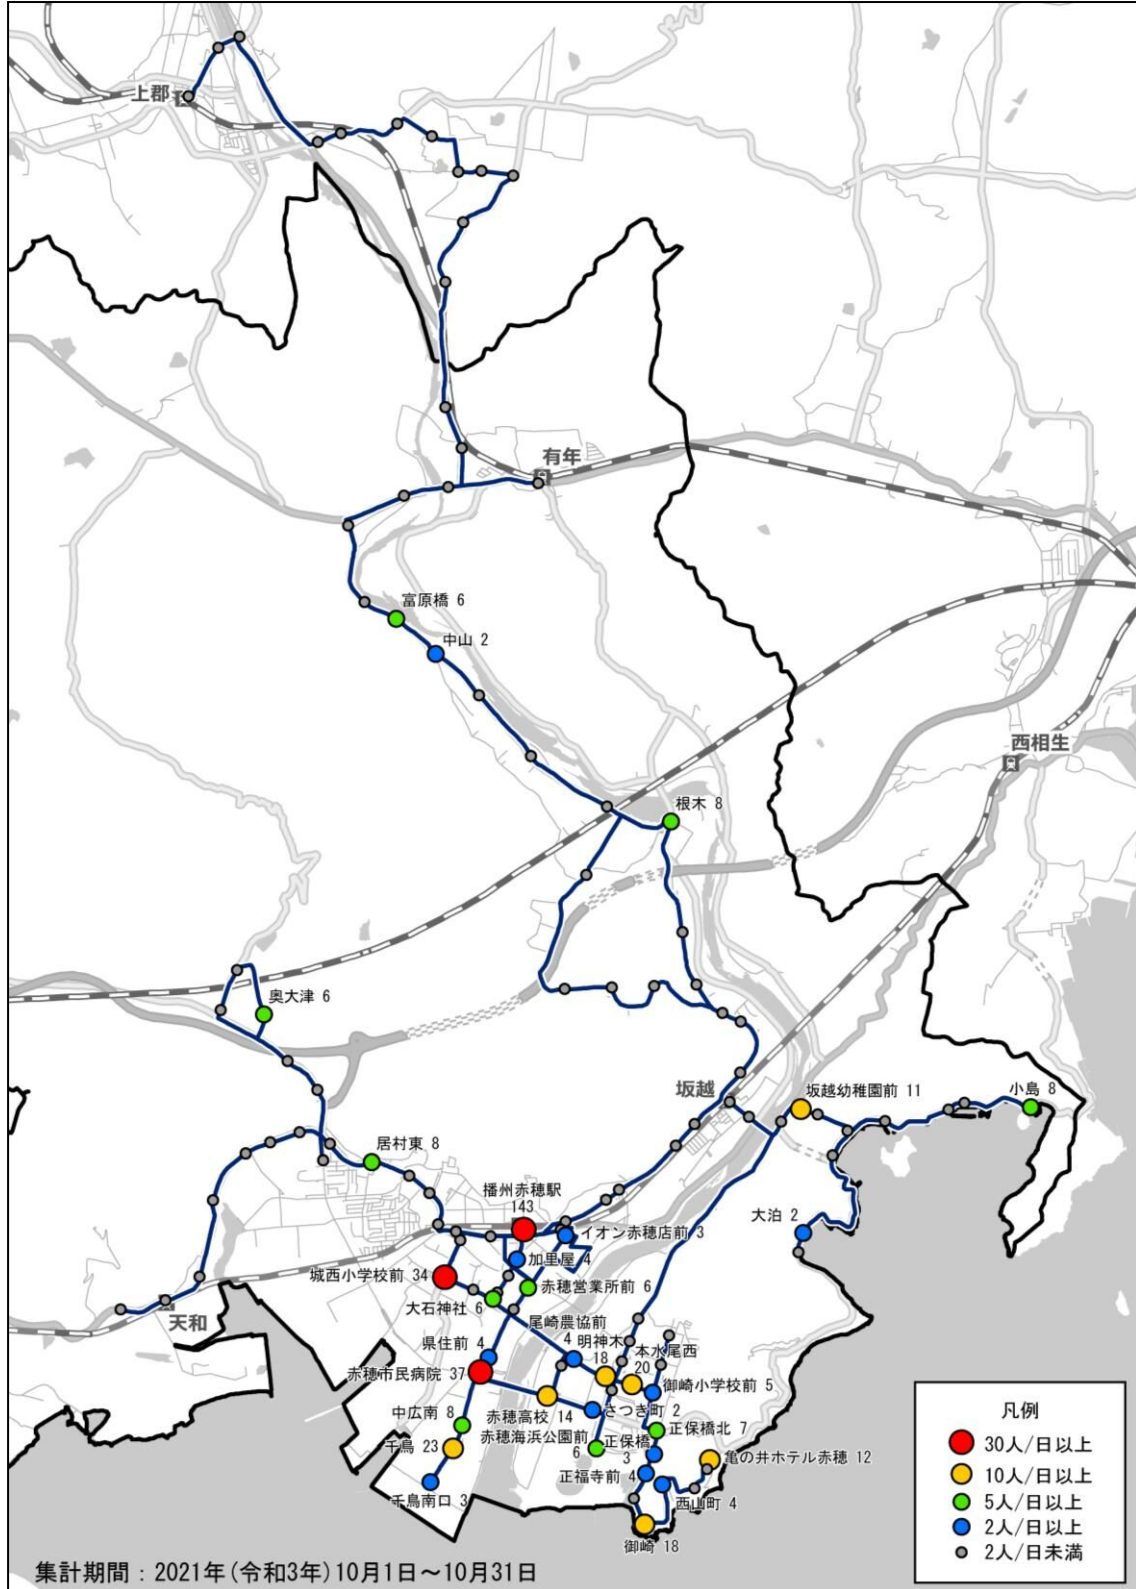 上郡
有年
富原橋 6
中山 2
西相生
根木 8
奥大津 6
坂越
坂越幼稚園前 11
小島 8
居村東 8
播州赤穂駅
143
大泊 2
イオン赤穂店前 3
加里屋 4
城西小学校前 34
赤穂営業所前 6
大石神社 6
天和
尾崎農協前
4
県住前 4
明神木
18
本水尾西
20
赤穂市民病院 37
御崎小学校前 5
中広南 8
赤穂高校 14
さつき町 2
赤穂海浜公園前
6
正保橋北 7
正保橋
3
千鳥 23
亀の井ホテル赤穂 12
正福寺前 4
千鳥南口 3
西山町 4
御崎 18
凡例
30人/日以上
10人/日以上
5人/日以上
2人/日以上
2人/日未満
集計期間：2021年(令和3年)10月1日～10月31日